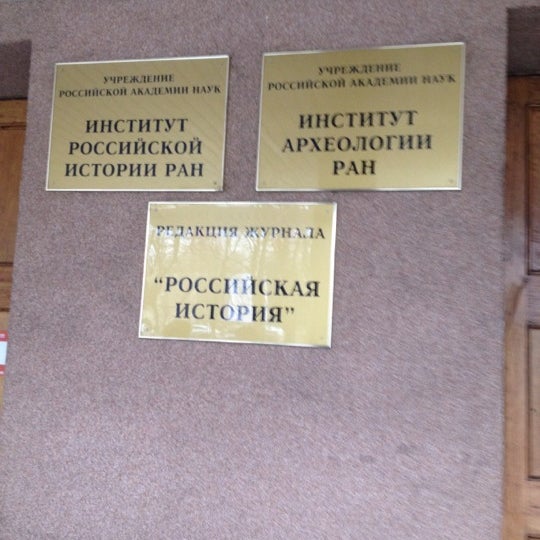 УЧРЕЖДЕНИЕ
РОССИЙСКОЙ АКАДЕМИИ НАУК
ИНСТИТУТ
РОССИЙСКОЙ
ИСТОРИИ РАН
УЧРЕЖДЕНИЕ
РОССИЙСКОЙ АКАДЕМИИ НАУК
ИНСТИТУТ
АРХЕОЛОГИИ
РАН
РЕДАКЦИЯ ЖУРНАЛА
“РОССИЙСКАЯ
ИСТОРИЯ”